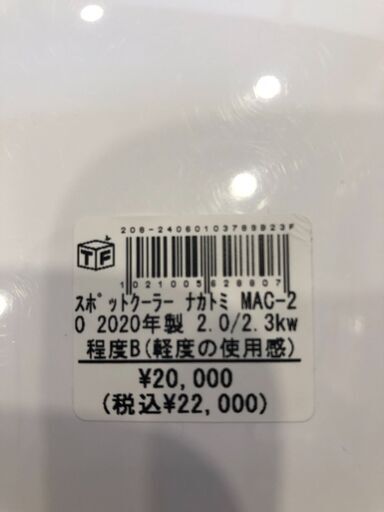 206-240601037899B23F
TF
1021005628807
ｽﾎﾟｯﾄｸｰﾗｰ ﾅｶﾄﾐ MAC-2
0 2020年製 2.0/2.3kw
程度B(軽度の使用感)
¥20,000
(税込¥22,000)